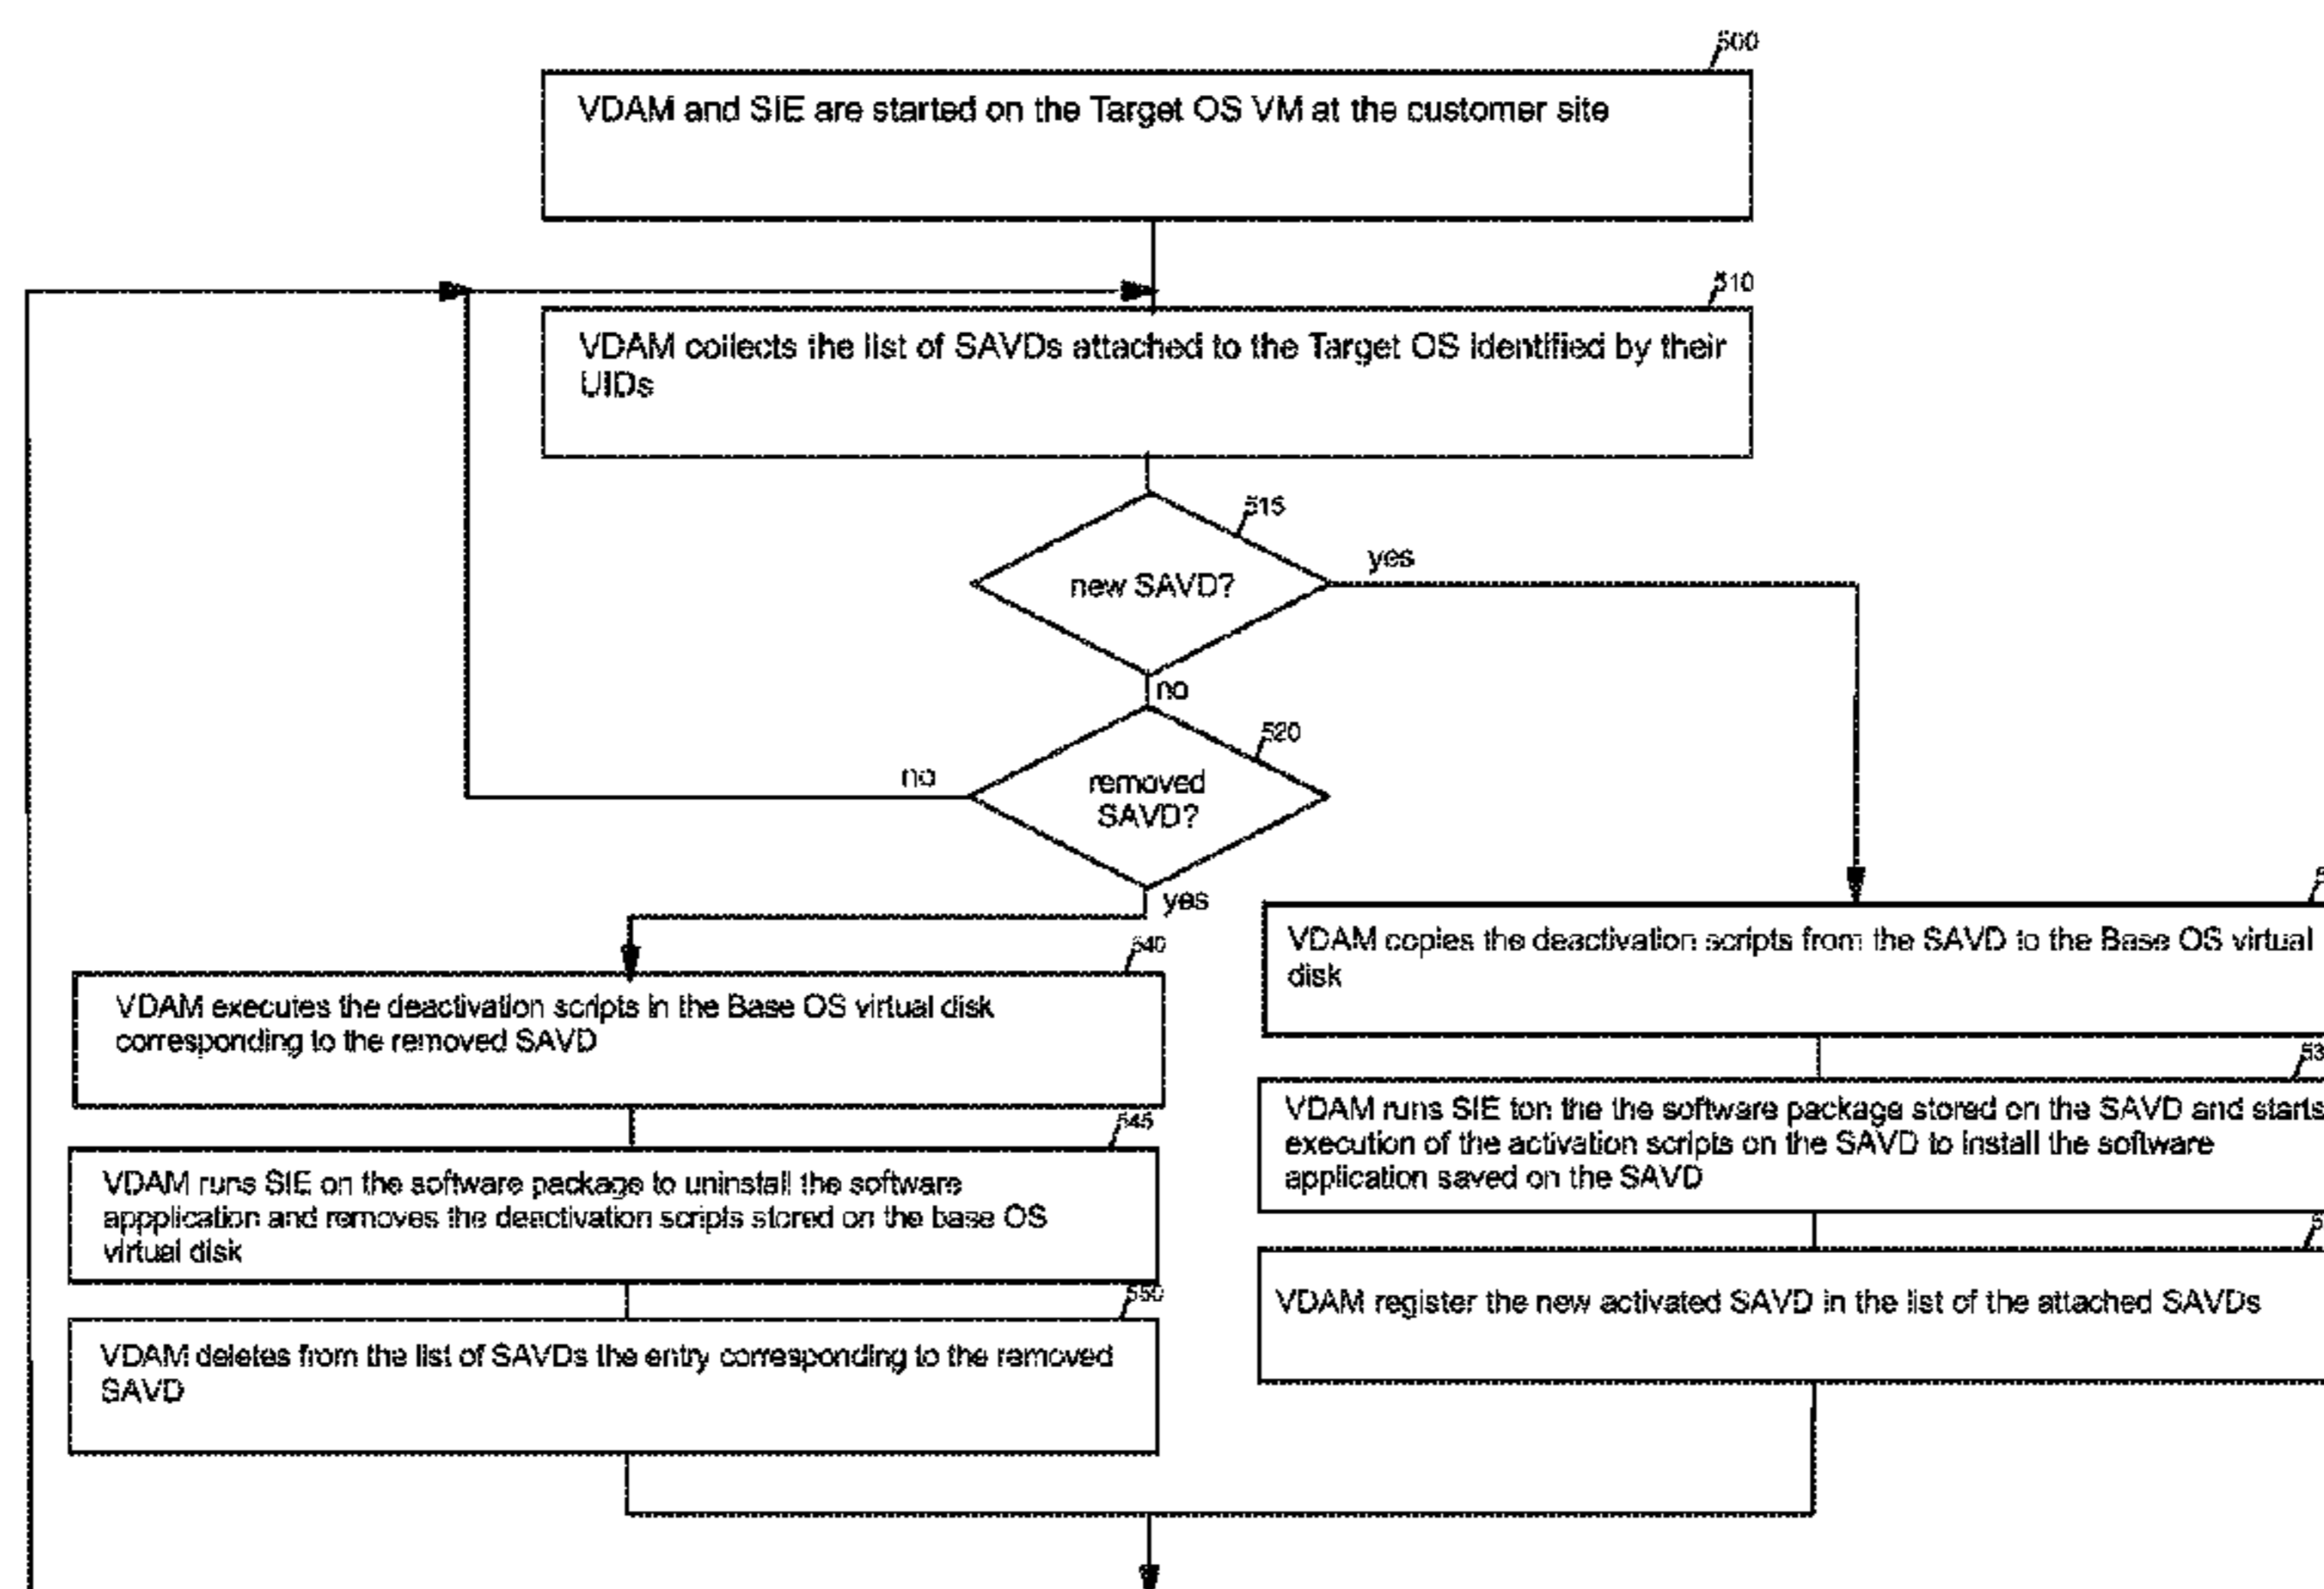 500
VDAM and SIE are started on the Target OS VM at the customer site
510
VDAM collects the list of SAVDs attached to the Target OS identified by their
UIDs
515
new SAVD?
yes
no
520
removed
SAVD?
no
yes
540
VDAM executes the deactivation scripts in the Base OS virtual disk
corresponding to the removed SAVD
545
VDAM runs SIE on the software package to uninstall the software
appplication and removes the deactivation scripts stored on the base OS
virtual disk
550
VDAM deletes from the list of SAVDs the entry corresponding to the removed
SAVD
VDAM copies the deactivation scripts from the SAVD to the Base OS virtual
disk
53
VDAM runs SIE ton the the software package stored on the SAVD and starts
execution of the activation scripts on the SAVD to install the software
application saved on the SAVD
5
VDAM register the new activated SAVD in the list of the attached SAVDs